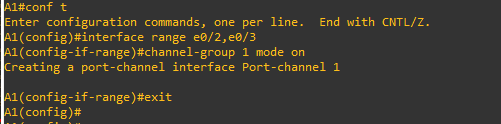 A1#conf t
Enter configuration commands, one per line.  End with CNTL/Z.
A1(config)#interface range e0/2,e0/3
A1(config-if-range)#channel-group 1 mode on
Creating a port-channel interface Port-channel 1
A1(config-if-range)#exit
A1(config)#